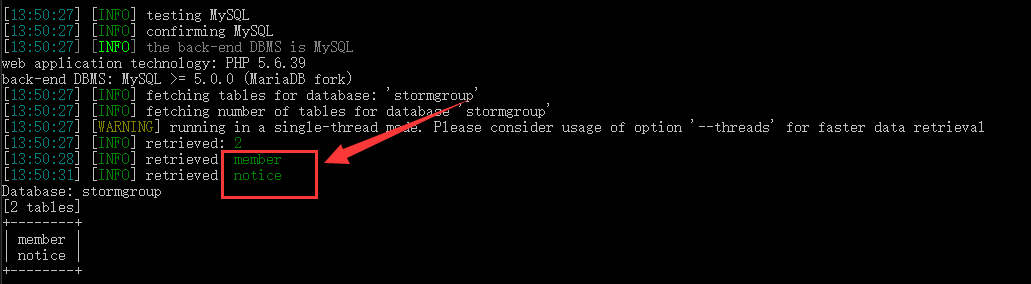 [13:50:27] [INFO] testing MySQL
[13:50:27] [INFO] confirming MySQL
[13:50:27] [INFO] the back-end DBMS is MySQL
web application technology: PHP 5.6.39
back-end DBMS: MySQL >= 5.0.0 (MariaDB fork)
[13:50:27] [INFO] fetching tables for database: 'stormgroup'
[13:50:27] [INFO] fetching number of tables for database 'stormgroup'
[13:50:27] [WARNING] running in a single-thread mode. Please consider usage of option '--threads' for faster data retrieval
[13:50:27] [INFO] retrieved: 2
[13:50:28] [INFO] retrieved: member
[13:50:31] [INFO] retrieved: notice
Database: stormgroup
[2 tables]
+--------+
| member |
| notice |
+--------+